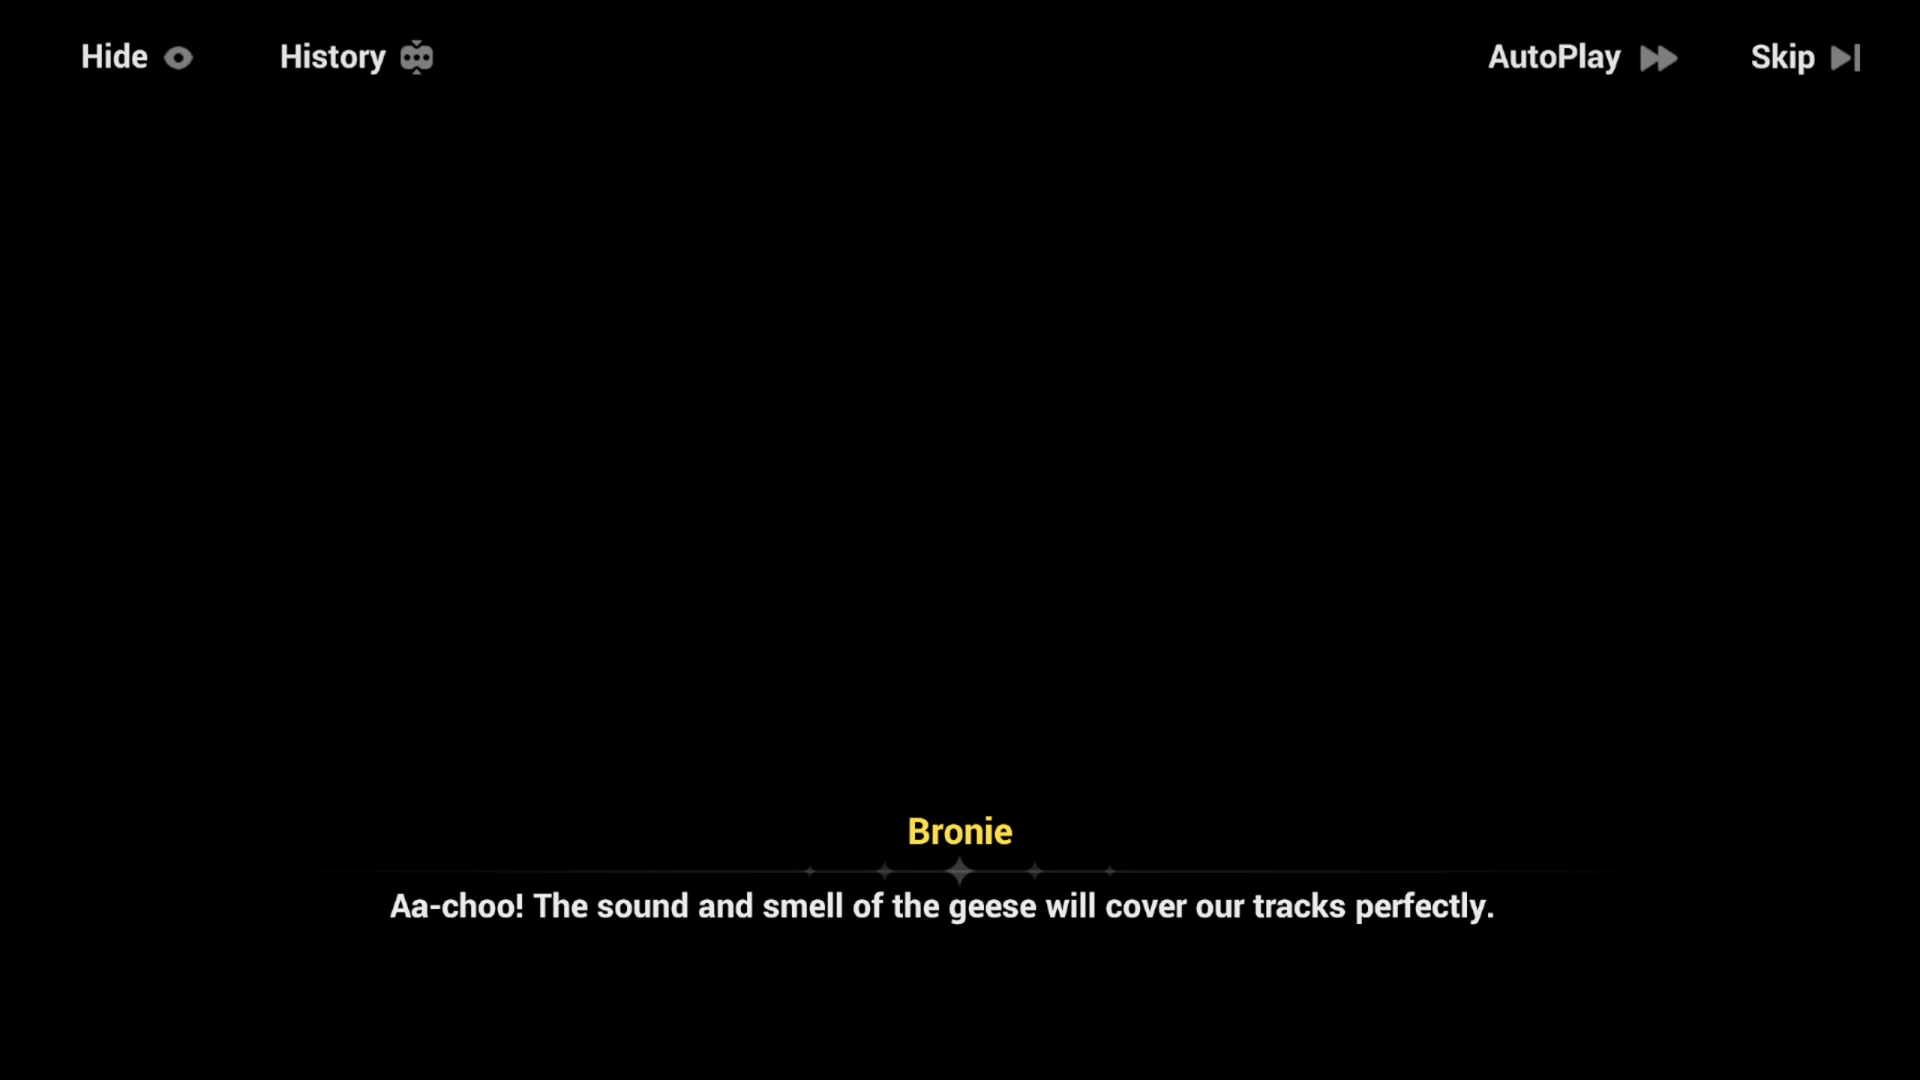 Hide
History
AutoPlay
Skip
Bronie
Aa-choo! The sound and smell of the geese will cover our tracks perfectly.